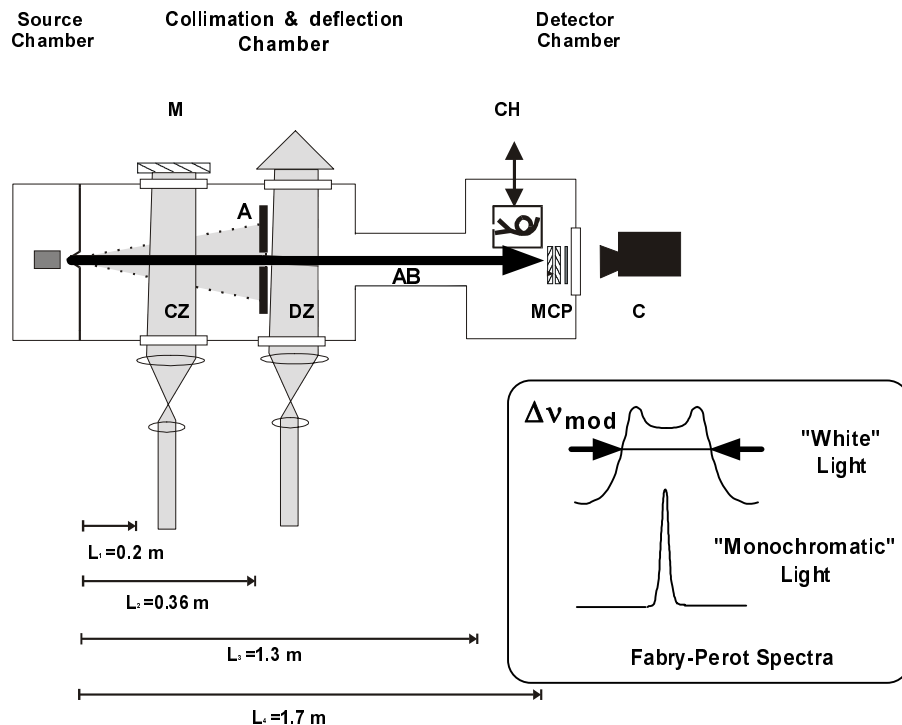 Source
Chamber
Collimation & deflection
Chamber
Detector
Chamber
M
CH
A
AB
CZ
DZ
MCP
C
L₁=0.2 m
L₂=0.36 m
L₃=1.3 m
L₄=1.7 m
Δνmod
"White"
Light
"Monochromatic"
Light
Fabry-Perot Spectra